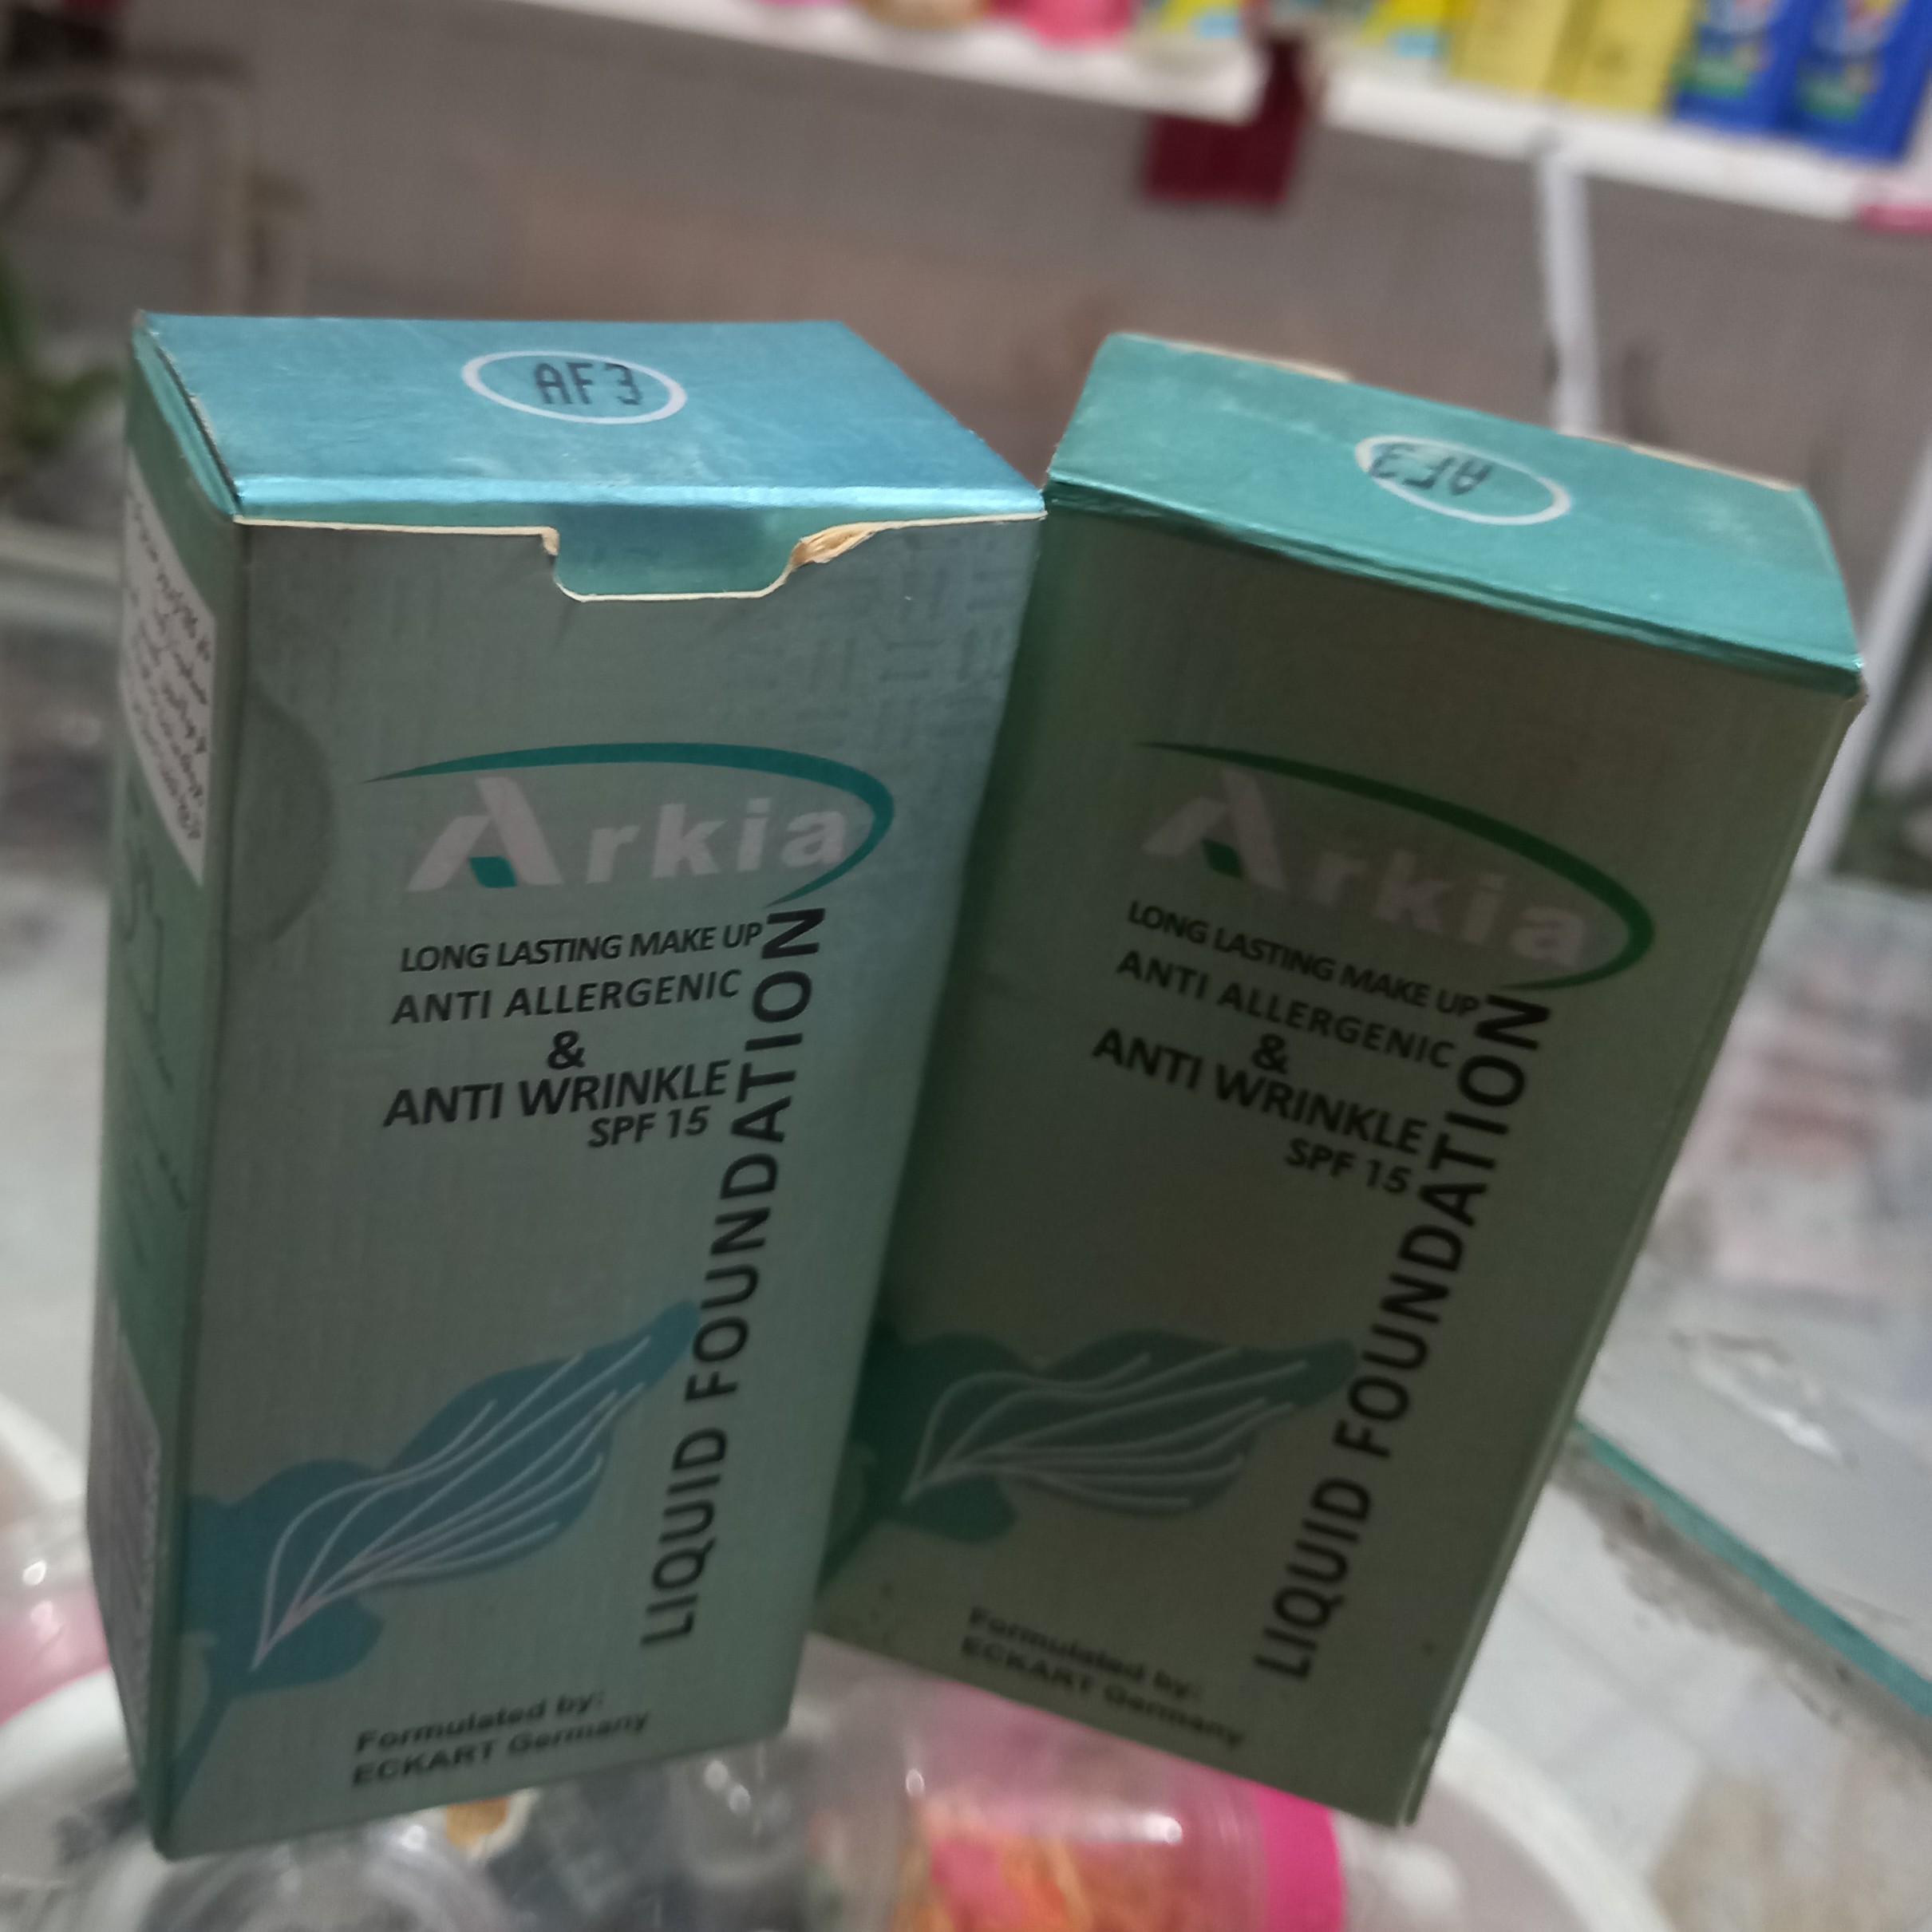 AF3
Arkia
LONG LASTING MAKE UP
ANTI ALLERGENIC
&
ANTI WRINKLE
SPF 15
LIQUID FOUNDATION
Formulated by:
ECKART Germany
AF3
Arkia
LONG LASTING MAKE UP
ANTI ALLERGENIC
&
ANTI WRINKLE
SPF 15
LIQUID FOUNDATION
Formulated by:
ECKART Germany